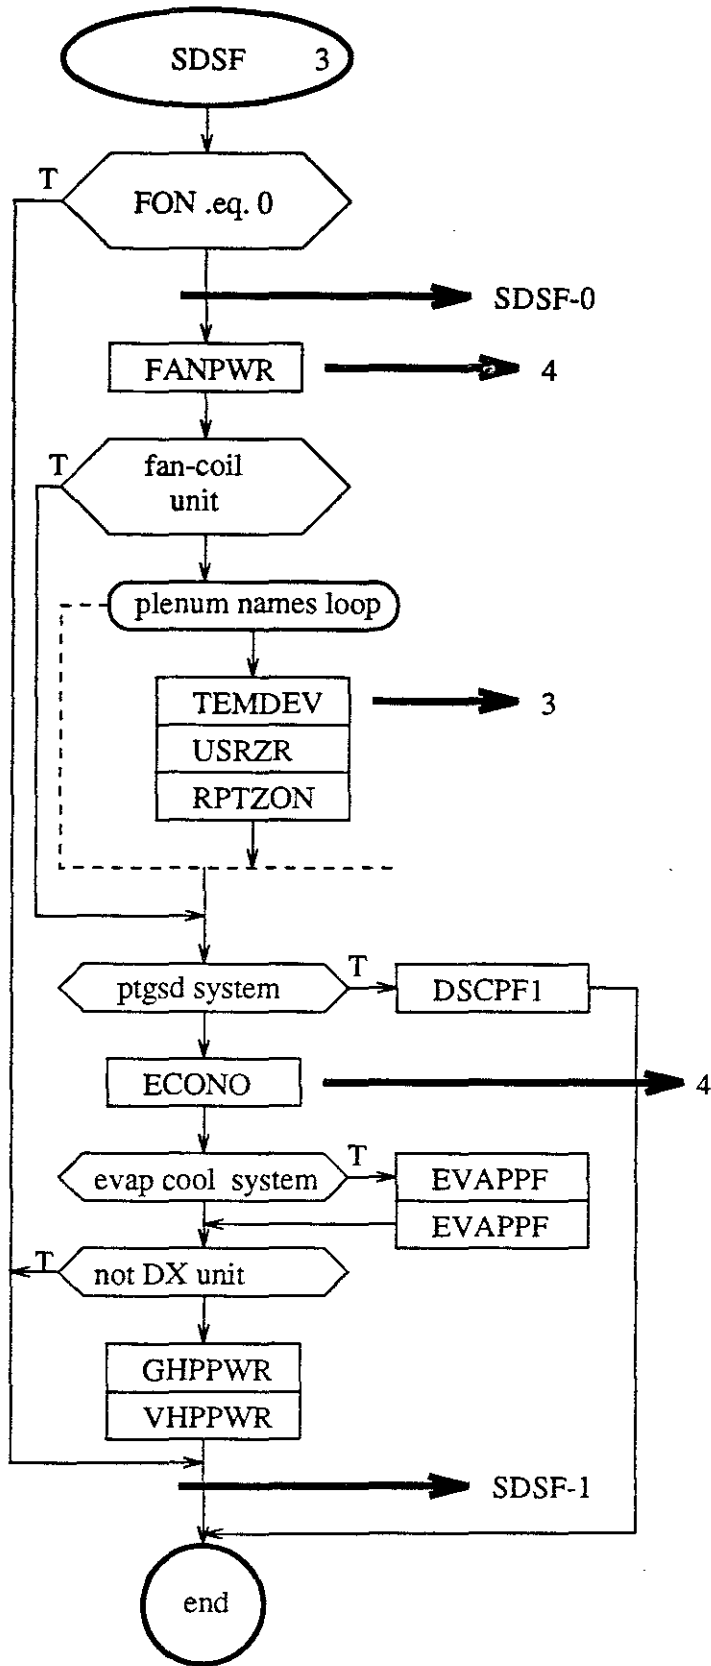 SDSF 3
T
FON .eq. 0
SDSF-0
FANPWR 4
T
fan-coil
unit
plenum names loop
TEMDEV 3
USRZR
RPTZON
ptgsd system T DSCPF1
ECONO 4
evap cool system T EVAPPF
EVAPPF
T
not DX unit
GHPPWR
VHPPWR
SDSF-1
end